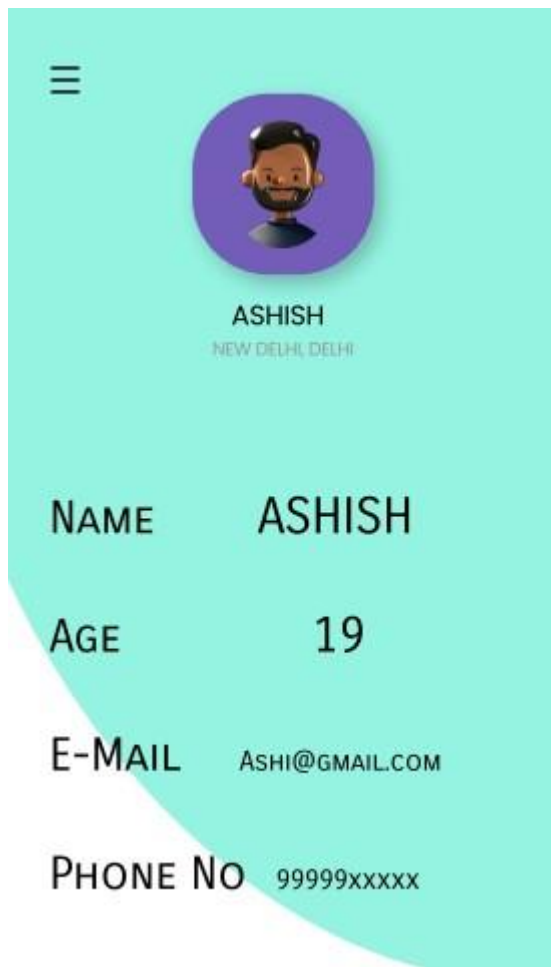 ASHISH
NEW DELHI, DELHI
NAME ASHISH
AGE 19
E-MAIL ASHI@GMAIL.COM
PHONE NO 99999XXXXX